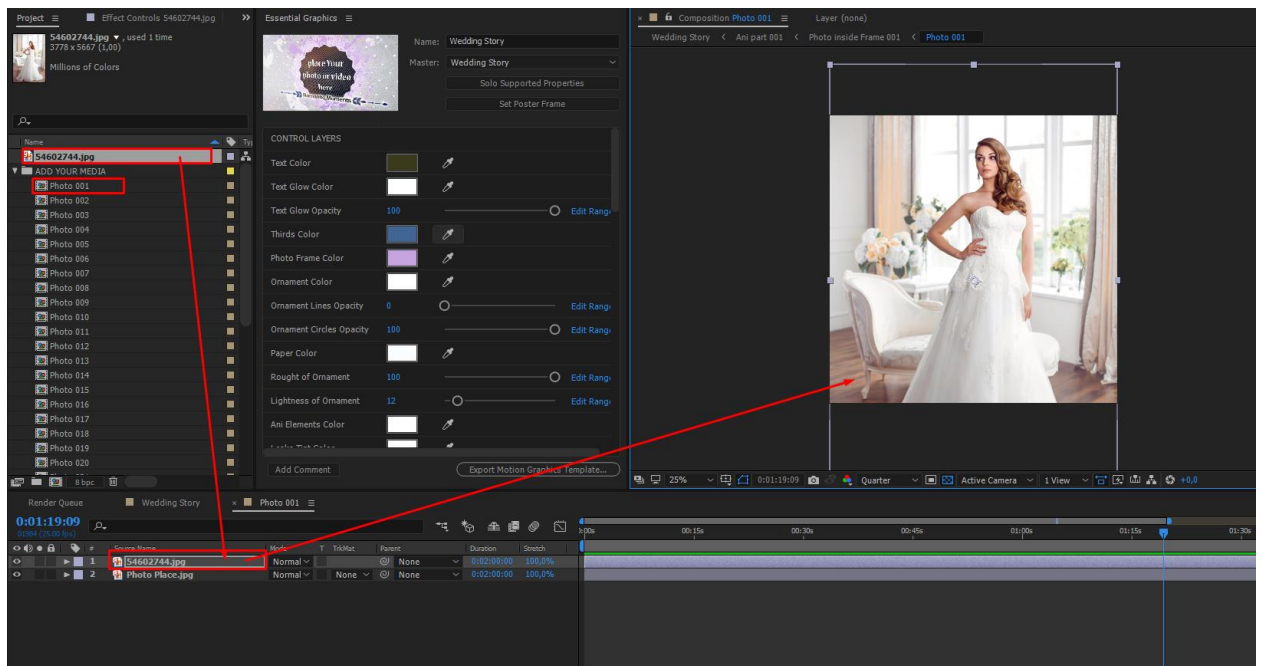 Project ≡
Effect Controls 54602744.jpg
»
Essential Graphics ≡
× Composition Photo 001 ≡
Layer (none)
54602744.jpg ▼, used 1 time
3778 x 5667 (1,00)
Millions of Colors
Wedding Story < Ani part 001 < Photo inside Frame 001 < Photo 001
place Your
photo or video
here
Name: Wedding Story
Master: Wedding Story
Solo Supported Properties
Set Poster Frame
Name
Typ
54602744.jpg
ADD YOUR MEDIA
Photo 001
Photo 002
Photo 003
Photo 004
Photo 005
Photo 006
Photo 007
Photo 008
Photo 009
Photo 010
Photo 011
Photo 012
Photo 013
Photo 014
Photo 015
Photo 016
Photo 017
Photo 018
Photo 019
Photo 020
8 bpc
CONTROL LAYERS
Text Color
Text Glow Color
Text Glow Opacity 100 Edit Rang
Thirds Color
Photo Frame Color
Ornament Color
Ornament Lines Opacity 0 Edit Rang
Ornament Circles Opacity 100 Edit Rang
Paper Color
Rought of Ornament 100 Edit Rang
Lightness of Ornament 12 Edit Rang
Ani Elements Color
Add Comment
Export Motion Graphics Template...
25% 0:01:19:09 Quarter Active Camera 1 View +0,0
Render Queue
Wedding Story
× Photo 001 ≡
0:01:19:09
01984 (25.00 fps)
:00s 00:15s 00:30s 00:45s 01:00s 01:15s 01:30s
# Source Name Mode T TrkMat Parent Duration Stretch
1 54602744.jpg Normal None 0:02:00:00 100,0%
2 Photo Place.jpg Normal None None 0:02:00:00 100,0%